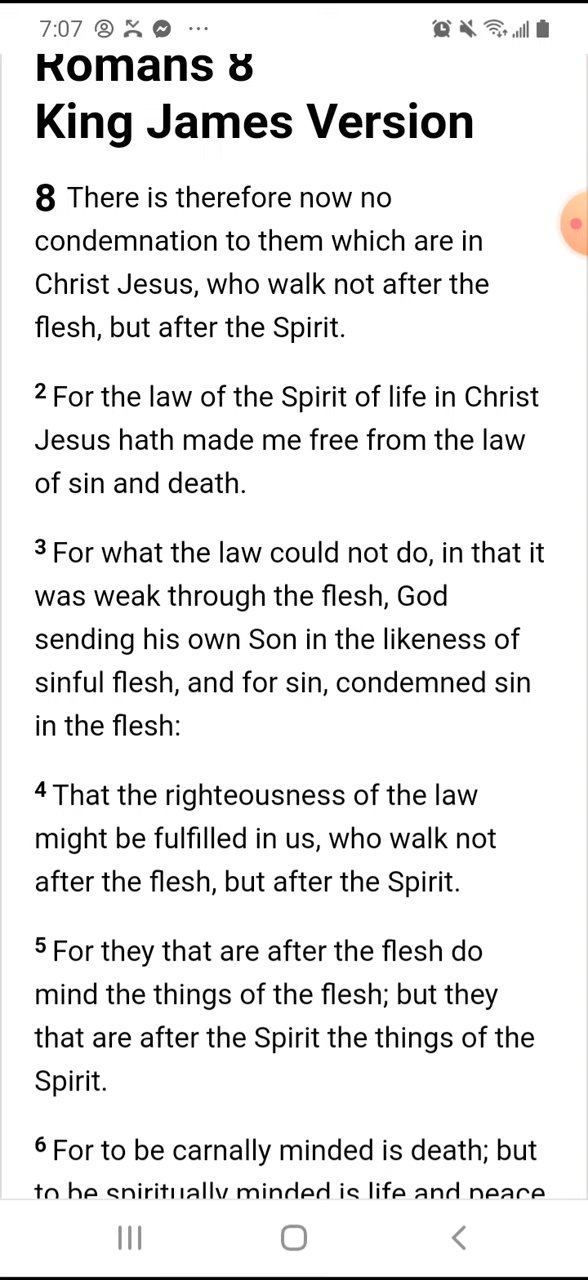 7:07
Romans 8
King James Version
8 There is therefore now no
condemnation to them which are in
Christ Jesus, who walk not after the
flesh, but after the Spirit.
2 For the law of the Spirit of life in Christ
Jesus hath made me free from the law
of sin and death.
3 For what the law could not do, in that it
was weak through the flesh, God
sending his own Son in the likeness of
sinful flesh, and for sin, condemned sin
in the flesh:
4 That the righteousness of the law
might be fulfilled in us, who walk not
after the flesh, but after the Spirit.
5 For they that are after the flesh do
mind the things of the flesh; but they
that are after the Spirit the things of the
Spirit.
6 For to be carnally minded is death; but
to be spiritually minded is life and peace